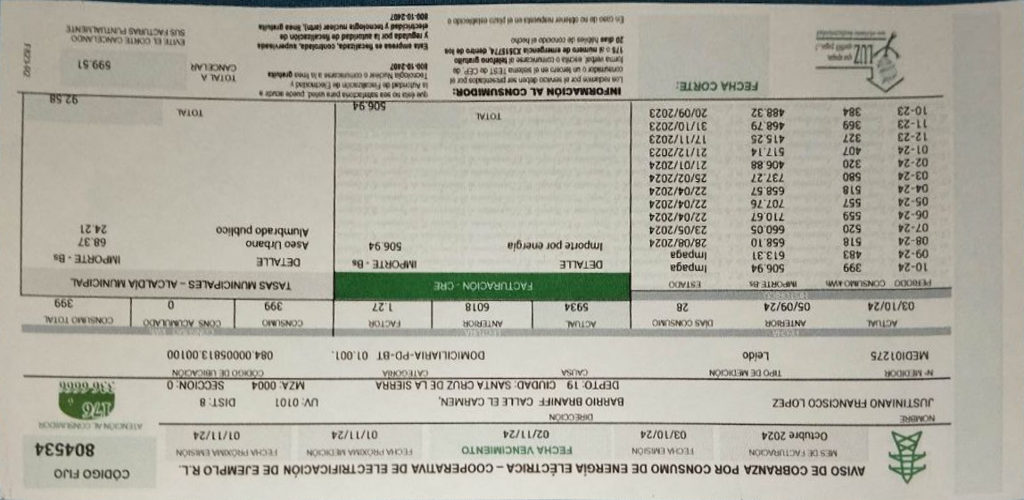 AVISO DE COBRANZA POR CONSUMO DE ENERGÍA ELÉCTRICA – COOPERATIVA DE ELECTRIFICACIÓN DE EJEMPLO R.L.
CÓDIGO FIJO
804534
MES DE FACTURACIÓN FECHA EMISIÓN FECHA VENCIMIENTO FECHA PRÓXIMA MEDICIÓN FECHA PRÓXIMA EMISIÓN
Octubre 2024 03/10/24 02/11/24 01/11/24 01/11/24
ATENCIÓN AL CONSUMIDOR
176
336-6666
NOMBRE DIRECCIÓN
JUSTINIANO FRANCISCO LOPEZ BARRIO BRANIFF CALLE EL CARMEN, UV: 0101 DIST: 8
DEPTO: 19 CIUDAD: SANTA CRUZ DE LA SIERRA MZA: 0004 SECCION: 0
Nº MEDIDOR TIPO DE MEDICIÓN CAUSA CATEGORÍA CÓDIGO DE UBICACIÓN
MEDI01275 Leído DOMICILIARIA-PD-BT 01.001. 084.00005813.00100
LECTURA
ACTUAL ANTERIOR DÍAS CONSUMO ACTUAL ANTERIOR FACTOR CONSUMO CONS ACUMULADO CONSUMO TOTAL
03/10/24 05/09/24 28 5934 6018 1.27 399 0 399
PERIODO CONSUMO kWh IMPORTE Bs ESTADO
10-24 399 506.94 Impaga
09-24 483 613.31 Impaga
08-24 518 658.10 28/08/2024
07-24 520 660.05 23/05/2024
06-24 559 710.67 22/04/2024
05-24 557 707.76 22/04/2024
04-24 518 658.57 22/04/2024
03-24 580 737.27 25/02/2024
02-24 320 406.88 21/01/2024
01-24 407 517.14 21/12/2023
12-23 327 415.25 17/11/2023
11-23 369 468.79 31/10/2023
10-23 384 488.32 20/09/2023
FACTURACIÓN - CRE
DETALLE IMPORTE - Bs
Importe por energía 506.94
TOTAL 506.94
TASAS MUNICIPALES – ALCALDÍA MUNICIPAL
DETALLE IMPORTE - Bs
Aseo Urbano 68.37
Alumbrado publico 24.21
TOTAL 92.58
LUZ
FECHA CORTE:
INFORMACIÓN AL CONSUMIDOR:
Los reclamos por el servicio deben ser presentados por el
consumidor o un tercero en el sistema TESI de CEP, de
forma verbal, escrita o comunicarse al teléfono gratuito
175 o al numero de emergencia X3513774, dentro de los
20 días hábiles de conocido el hecho
En caso de no obtener respuesta en el plazo establecido o
que ésta no sea satisfactoria para usted, puede acudir a
la Autoridad de Fiscalización de Electricidad y
Tecnología Nuclear o comunicarse a la línea gratuita
800-10-2407
Esta empresa es fiscalizada, controlada, supervisada
y regulada por la autoridad de fiscalización de
electricidad y tecnología nuclear (aetn), línea gratuita
800-10-2407
TOTAL A CANCELAR 599.51
EVITE EL CORTE CANCELANDO
SUS FACTURAS PUNTUALMENTE